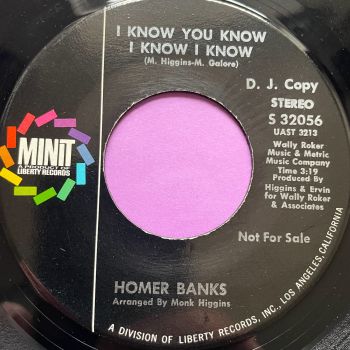 I KNOW YOU KNOW
I KNOW I KNOW
(M. Higgins-M. Galore)
D. J. Copy
STEREO
S 32056
UAST 3213
Wally Roker
Music & Metric
Music Company
Time 3:19
Produced By
Higgins & Ervin
for Wally Roker
& Associates
MINIT
A PRODUCT OF
LIBERTY RECORDS
Not For Sale
HOMER BANKS
Arranged By Monk Higgins
A DIVISION OF LIBERTY RECORDS, INC., LOS ANGELES, CALIFORNIA